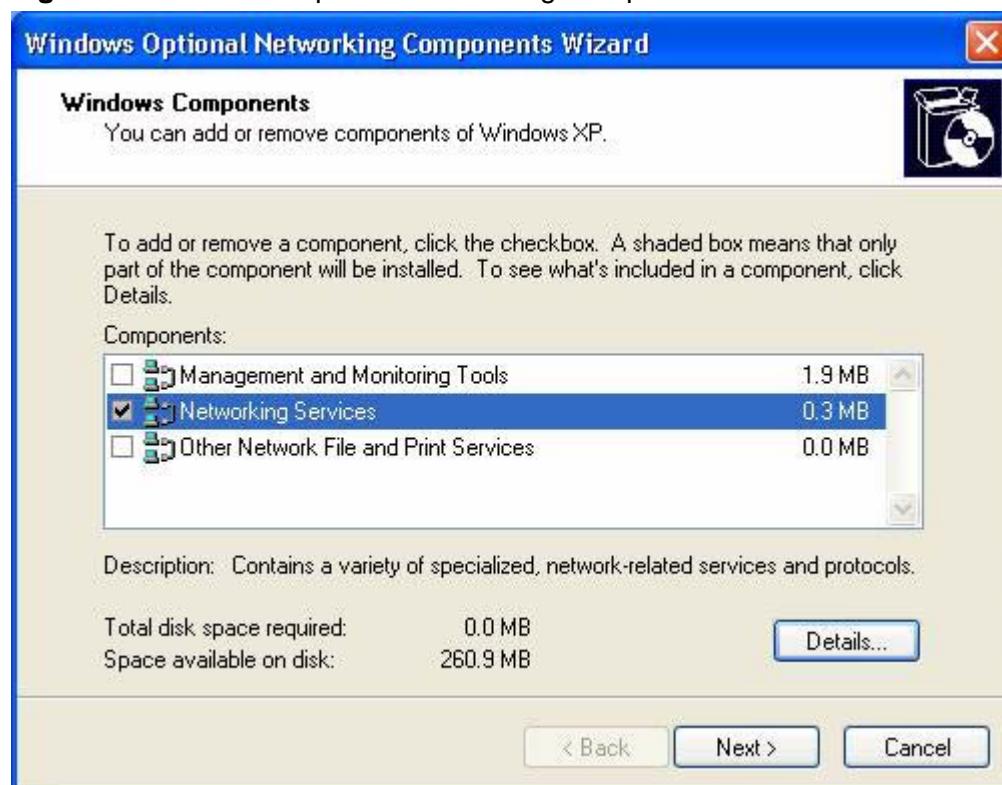 Windows Optional Networking Components Wizard
Windows Components
You can add or remove components of Windows XP.
To add or remove a component, click the checkbox. A shaded box means that only
part of the component will be installed. To see what's included in a component, click
Details.
Components:
Management and Monitoring Tools 1.9 MB
Networking Services 0.3 MB
Other Network File and Print Services 0.0 MB
Description: Contains a variety of specialized, network-related services and protocols.
Total disk space required: 0.0 MB
Space available on disk: 260.9 MB
Details...
< Back Next > Cancel